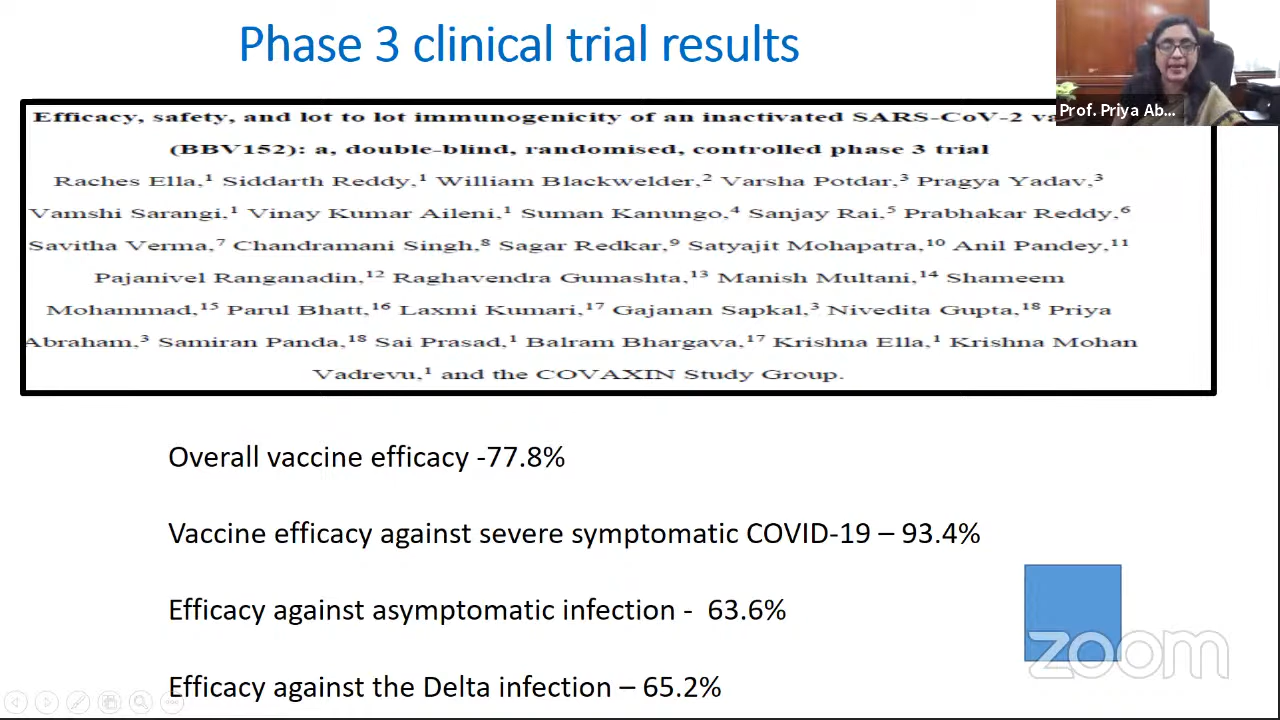 Phase 3 clinical trial results
Prof. Priya Ab...
Efficacy, safety, and lot to lot immunogenicity of an inactivated SARS-CoV-2 va
(BBV152): a, double-blind, randomised, controlled phase 3 trial
Raches Ella,¹ Siddarth Reddy,¹ William Blackwelder,² Varsha Potdar,³ Pragya Yadav,³
Vamshi Sarangi,¹ Vinay Kumar Aileni,¹ Suman Kanungo,⁴ Sanjay Rai,⁵ Prabhakar Reddy,⁶
Savitha Verma,⁷ Chandramani Singh,⁸ Sagar Redkar,⁹ Satyajit Mohapatra,¹⁰ Anil Pandey,¹¹
Pajanivel Ranganadin,¹² Raghavendra Gumashta,¹³ Manish Multani,¹⁴ Shameem
Mohammad,¹⁵ Parul Bhatt,¹⁶ Laxmi Kumari,¹⁷ Gajanan Sapkal,³ Nivedita Gupta,¹⁸ Priya
Abraham,³ Samiran Panda,¹⁸ Sai Prasad,¹ Balram Bhargava,¹⁷ Krishna Ella,¹ Krishna Mohan
Vadrevu,¹ and the COVAXIN Study Group.
Overall vaccine efficacy -77.8%
Vaccine efficacy against severe symptomatic COVID-19 – 93.4%
Efficacy against asymptomatic infection - 63.6%
Efficacy against the Delta infection – 65.2%
zoom